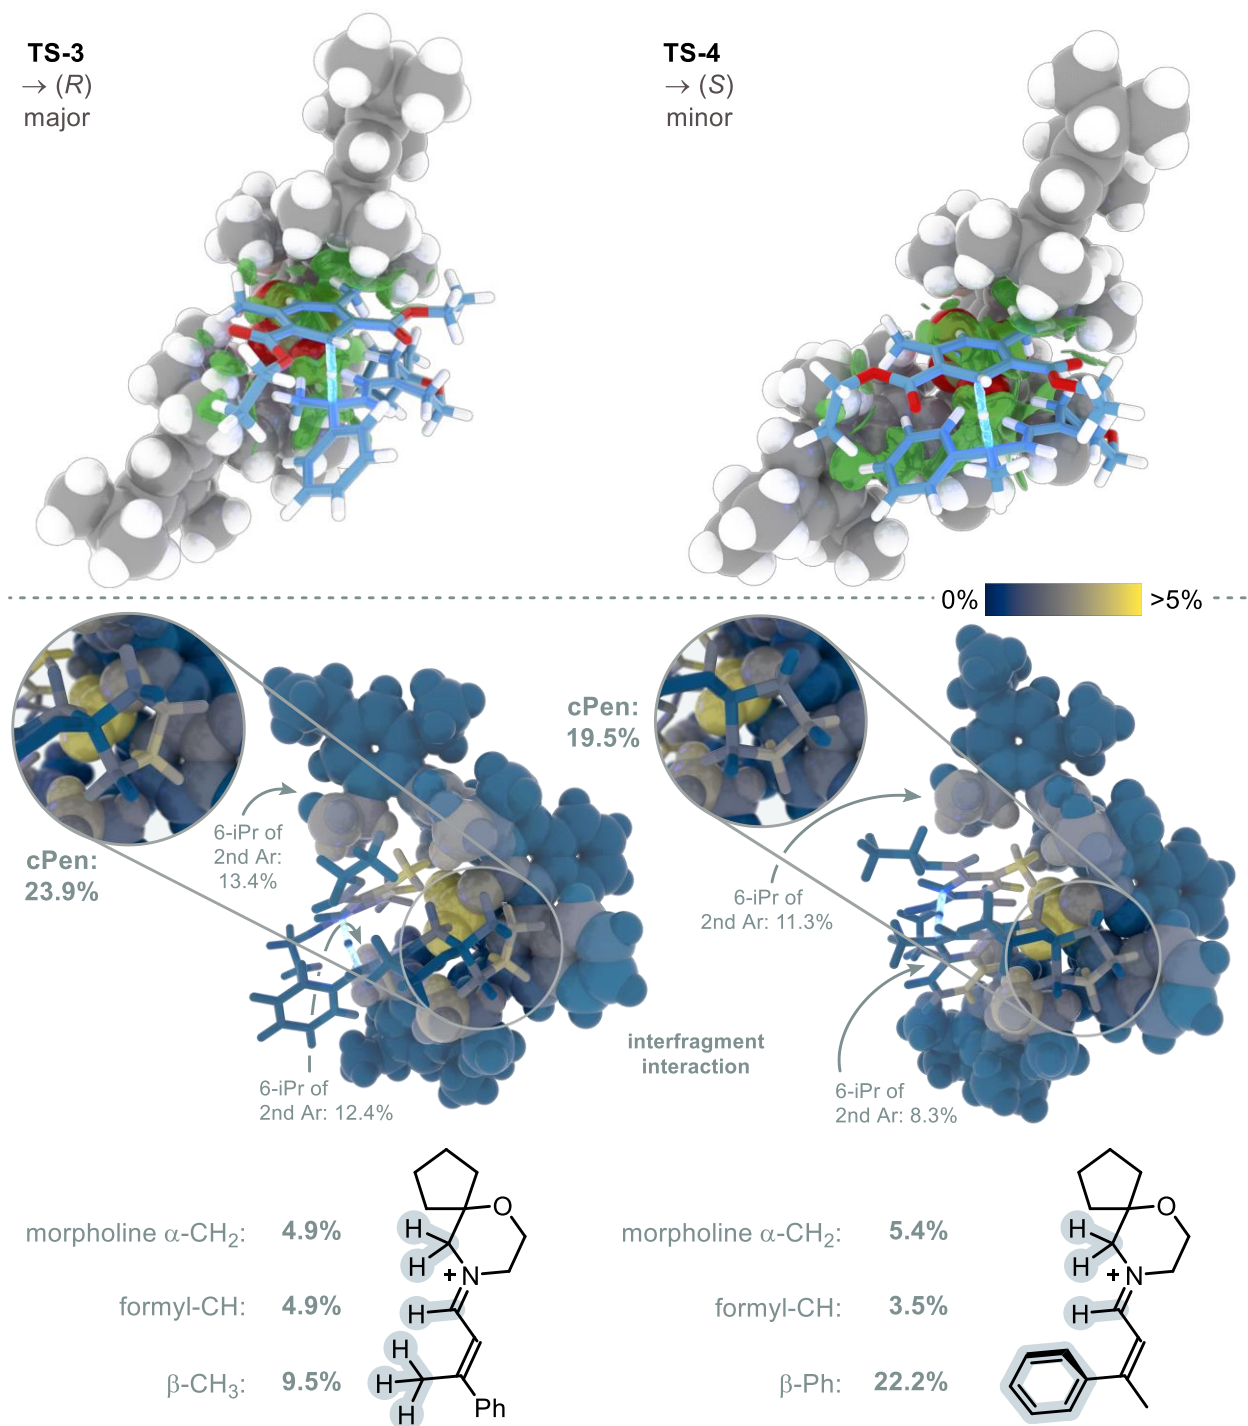 TS-3
→ (R)
major
TS-4
→ (S)
minor
0%
>5%
cPen:
23.9%
6-iPr of
2nd Ar:
13.4%
6-iPr of
2nd Ar: 12.4%
cPen:
19.5%
6-iPr of
2nd Ar: 11.3%
6-iPr of
2nd Ar: 8.3%
interfragment
interaction
morpholine α-CH₂: 4.9%
formyl-CH: 4.9%
β-CH₃: 9.5%
O
H
H
+
N
H
H
H
H
Ph
morpholine α-CH₂: 5.4%
formyl-CH: 3.5%
β-Ph: 22.2%
O
H
H
+
N
H